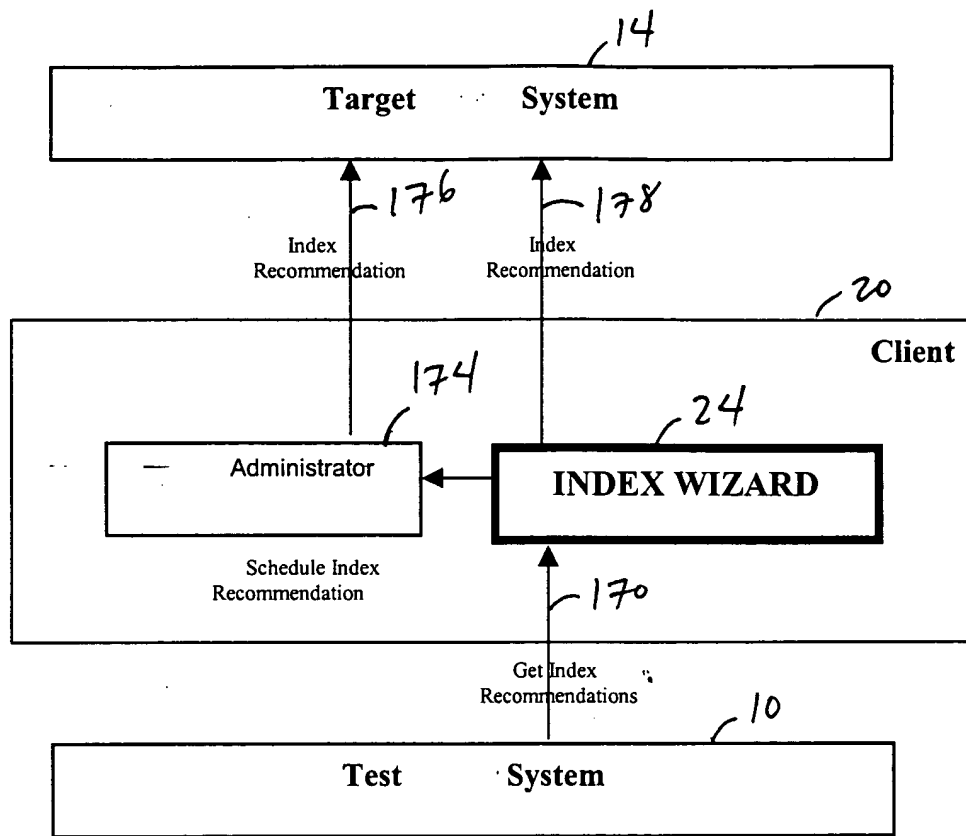 14
Target System
176
178
Index
Recommendation
Index
Recommendation
20
Client
174
24
Administrator
INDEX WIZARD
Schedule Index
Recommendation
170
Get Index
Recommendations
10
Test System